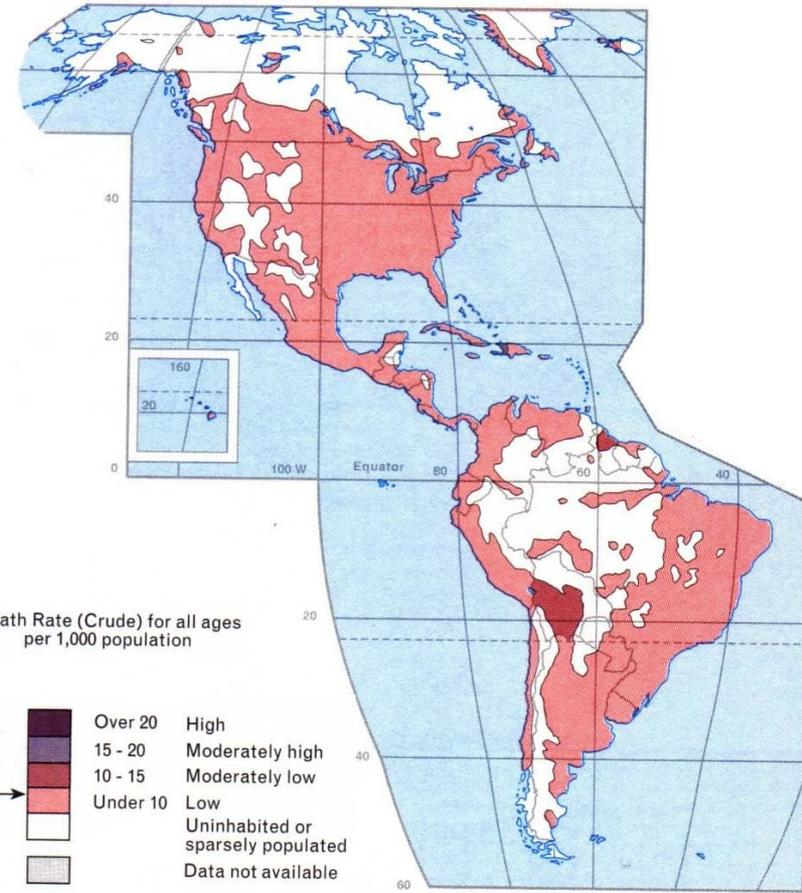 40
20
160
20
0
100 W
Equator
80
60
40
20
ath Rate (Crude) for all ages
per 1,000 population
Over 20 High
15 - 20 Moderately high
10 - 15 Moderately low
Under 10 Low
Uninhabited or
sparsely populated
Data not available
40
60